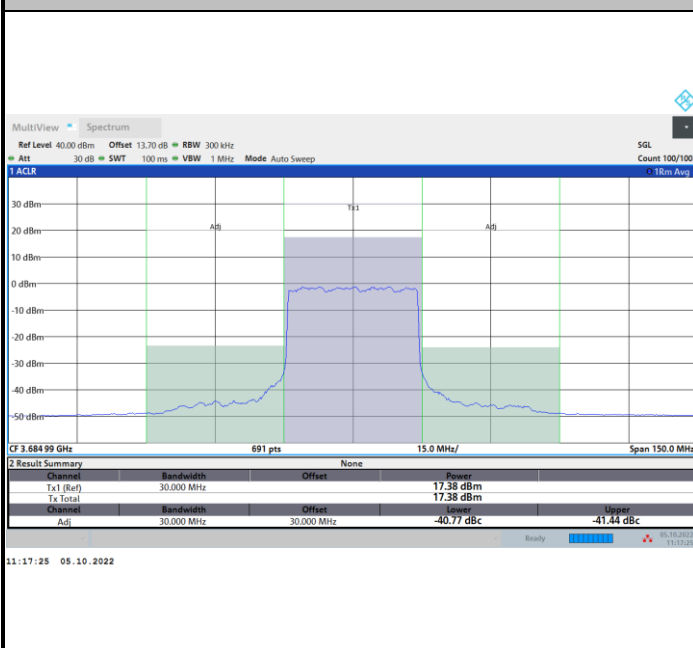 MultiView Spectrum
Ref Level 40.00 dBm Offset 13.70 dB RBW 300 kHz SGL
Att 30 dB SWT 100 ms VBW 1 MHz Mode Auto Sweep Count 100/100
1 ACLR 1Rm Avg
30 dBm
Tx1
20 dBm
Adj Adj
10 dBm
0 dBm
-10 dBm
-20 dBm
-30 dBm
-40 dBm
-50 dBm
CF 3.684 99 GHz 691 pts 15.0 MHz/ Span 150.0 MHz
2 Result Summary None
Channel Bandwidth Offset Power
Tx1 (Ref) 30.000 MHz 17.38 dBm
Tx Total 17.38 dBm
Channel Bandwidth Offset Lower Upper
Adj 30.000 MHz 30.000 MHz -40.77 dBc -41.44 dBc
Ready 05.10.2022
11:17:25
11:17:25 05.10.2022